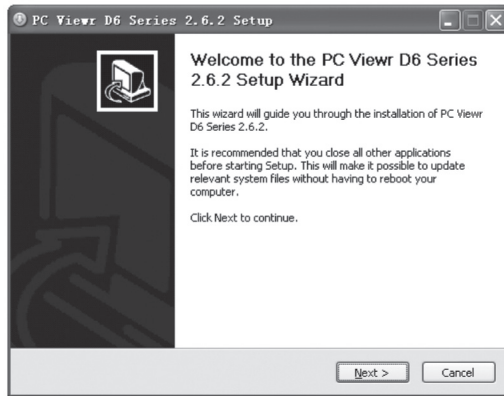 PC Viewr D6 Series 2.6.2 Setup
Welcome to the PC Viewr D6 Series
2.6.2 Setup Wizard
This wizard will guide you through the installation of PC Viewr
D6 Series 2.6.2.
It is recommended that you close all other applications
before starting Setup. This will make it possible to update
relevant system files without having to reboot your
computer.
Click Next to continue.
Next >
Cancel